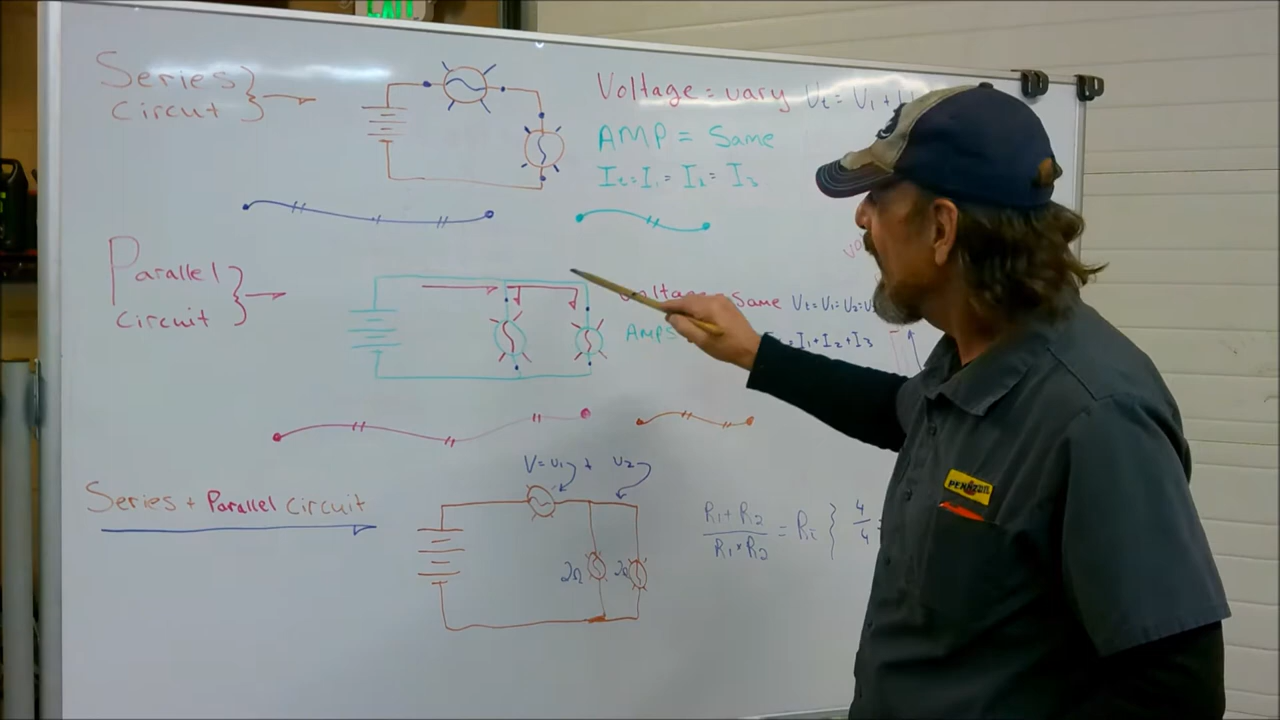 EXIT
Series
Circut
Voltage = vary Vt = V1 +
AMP = Same
It = I1 = I2 = I3
Parallel
Circuit
Voltage = Same Vt = V1 = V2 =
AMPS
= I1 + I2 + I3
V = V1 + V2
Series + Parallel Circuit
2Ω 2Ω
R1 + R2
R1 × R2
= Rt } 4
4
PENNZOIL